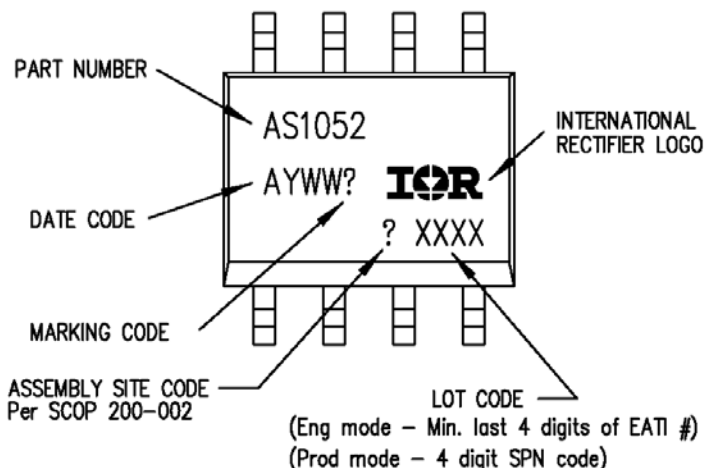 PART NUMBER
AS1052
INTERNATIONAL
RECTIFIER LOGO
AYWW?
IOR
DATE CODE
? XXXX
MARKING CODE
ASSEMBLY SITE CODE
Per SCOP 200-002
LOT CODE
(Eng mode – Min. last 4 digits of EATI #)
(Prod mode – 4 digit SPN code)